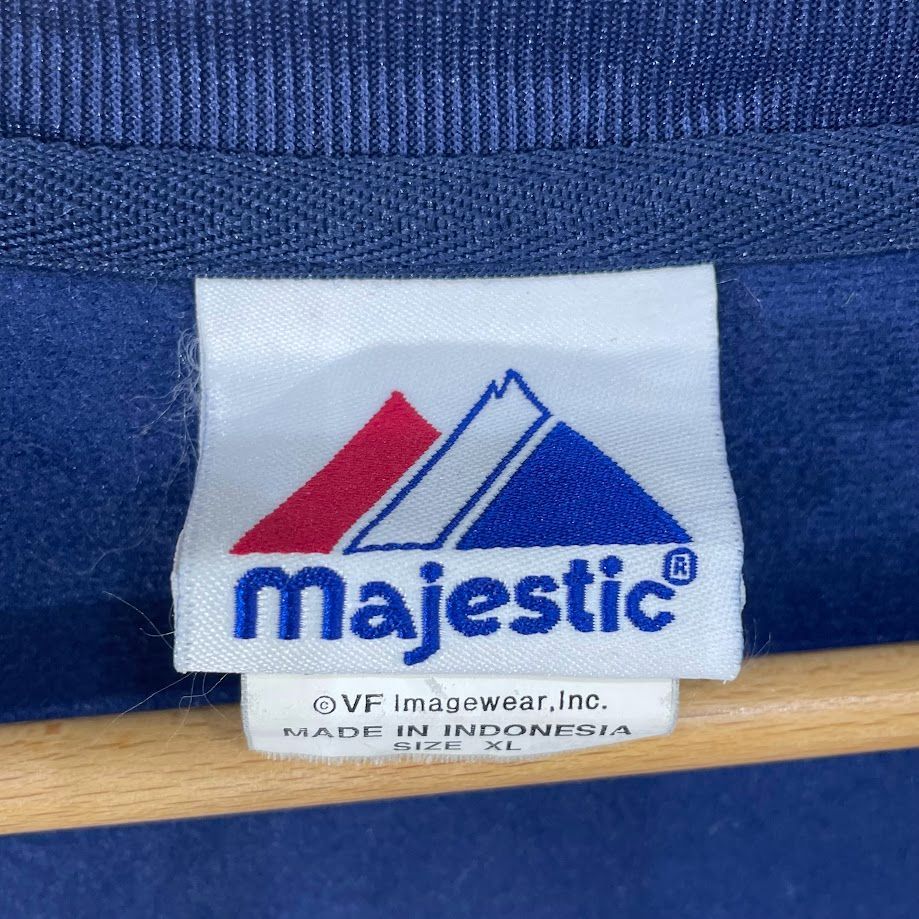 majestic®
© VF Imagewear, Inc.
MADE IN INDONESIA
SIZE XL